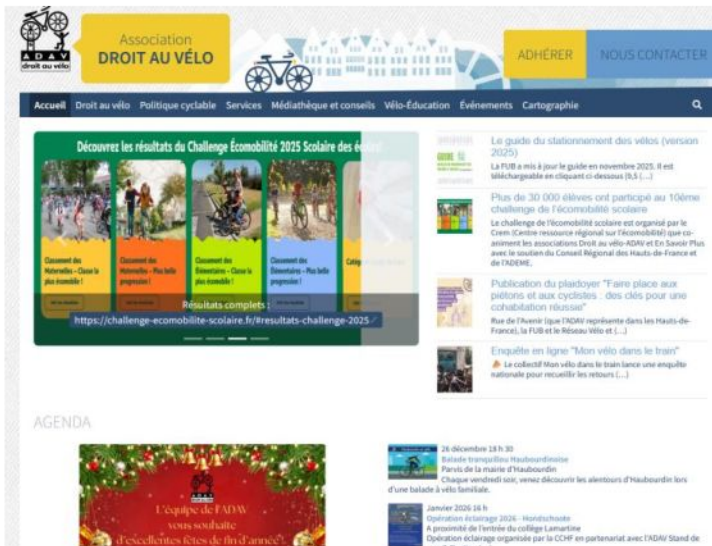 ADAV
droit au vélo
Association
DROIT AU VÉLO
ADHÉRER
NOUS CONTACTER
Accueil Droit au vélo Politique cyclable Services Médiathèque et conseils Vélo-Éducation Événements Cartographie
Découvrez les résultats du Challenge Écomobilité 2025 Scolaire des écoles!
Classement des
Maternelles - Classe la
plus écomobile !
Classement des
Maternelles - Plus belle
progression !
Classement des
Élémentaires - Classe la
plus écomobile !
Classement des
Élémentaires - Plus belle
progression !
Résultats complets :
https://challenge-ecomobilite-scolaire.fr/#resultats-challenge-2025
Le guide du stationnement des vélos (version
2025)
La FUB a mis à jour le guide en novembre 2025. Il est
téléchargeable en cliquant ci-dessous (9,5 (…)
Plus de 30 000 élèves ont participé au 10ème
challenge de l'écomobilité scolaire
Le challenge de l'écomobilité scolaire est organisé par le
Crem (Centre ressource régional sur l'écomobilité) que co-
animent les associations Droit au vélo-ADAV et En Savoir Plus
avec le soutien du Conseil Régional des Hauts-de-France et
de l'ADEME.
Publication du plaidoyer "Faire place aux
piétons et aux cyclistes : des clés pour une
cohabitation réussie"
Rue de l'Avenir (que l'ADAV représente dans les Hauts-de-
France), la FUB et le Réseau Vélo et (…)
Enquête en ligne "Mon vélo dans le train"
Le collectif Mon vélo dans le train lance une enquête
nationale pour recueillir les retours (…)
AGENDA
ADAV
L'équipe de l'ADAV
vous souhaite
d'excellentes fêtes de fin d'année !
26 décembre 18 h 30
Balade tranquillou Haubourdinoise
Parvis de la mairie d'Haubourdin
Chaque vendredi soir, venez découvrir les alentours d'Haubourdin lors
d'une balade à vélo familiale.
Janvier 2026 16 h
Opération éclairage 2026 - Hondschoote
A proximité de l'entrée du collège Lamartine
Opération éclairage organisée par la CCHF en partenariat avec l'ADAV Stand de